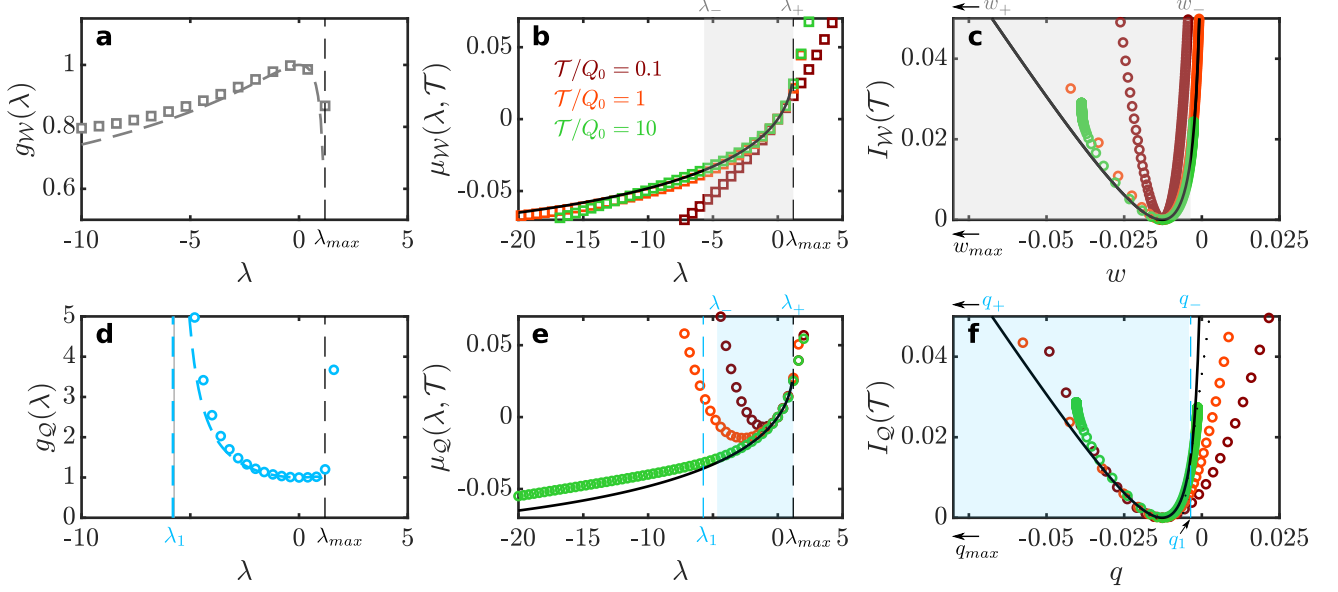 a
g_𝒲(λ)
1
0.8
0.6
-10
-5
0
λ_max
5
λ
b
λ_-
λ_+
μ_𝒲(λ, 𝒯)
0.05
0
-0.05
𝒯/Q_0 = 0.1
𝒯/Q_0 = 1
𝒯/Q_0 = 10
-20
-15
-10
-5
0
λ_max
5
λ
c
w_+
w_-
I_𝒲(𝒯)
0.04
0.02
0
w_max
-0.05
-0.025
0
0.025
w
d
g_𝒬(λ)
5
4
3
2
1
0
-10
λ_1
-5
0
λ_max
5
λ
e
λ_-
λ_+
μ_𝒬(λ, 𝒯)
0.05
0
-0.05
-20
-15
-10
λ_1
-5
0
λ_max
5
λ
f
q_+
q_-
I_𝒬(𝒯)
0.04
0.02
0
q_max
-0.05
-0.025
q_1
0
0.025
q